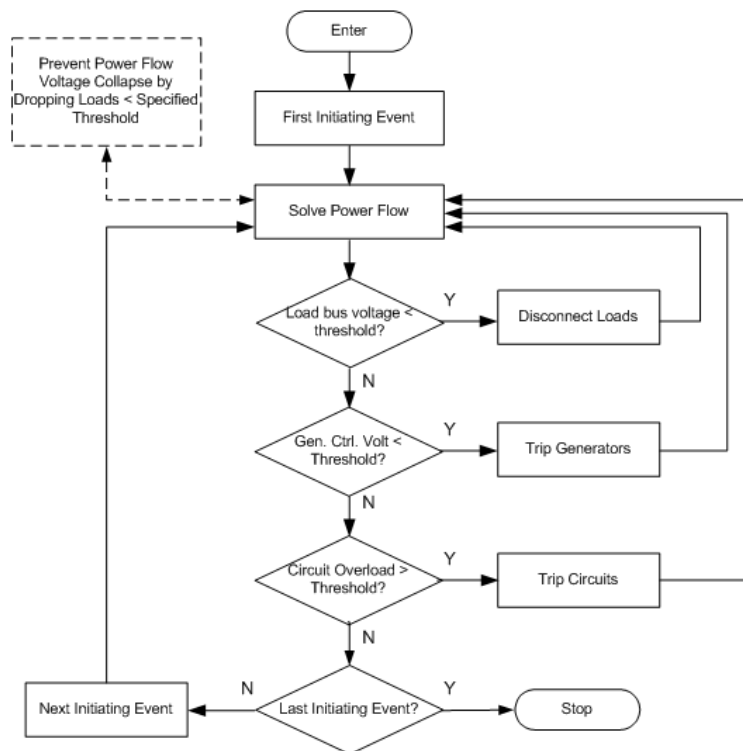 Enter
Prevent Power Flow
Voltage Collapse by
Dropping Loads < Specified
Threshold
First Initiating Event
Solve Power Flow
Load bus voltage <
threshold?
Y
Disconnect Loads
N
Gen. Ctrl. Volt <
Threshold?
Y
Trip Generators
N
Circuit Overload >
Threshold?
Y
Trip Circuits
N
Next Initiating Event
N
Last Initiating Event?
Y
Stop